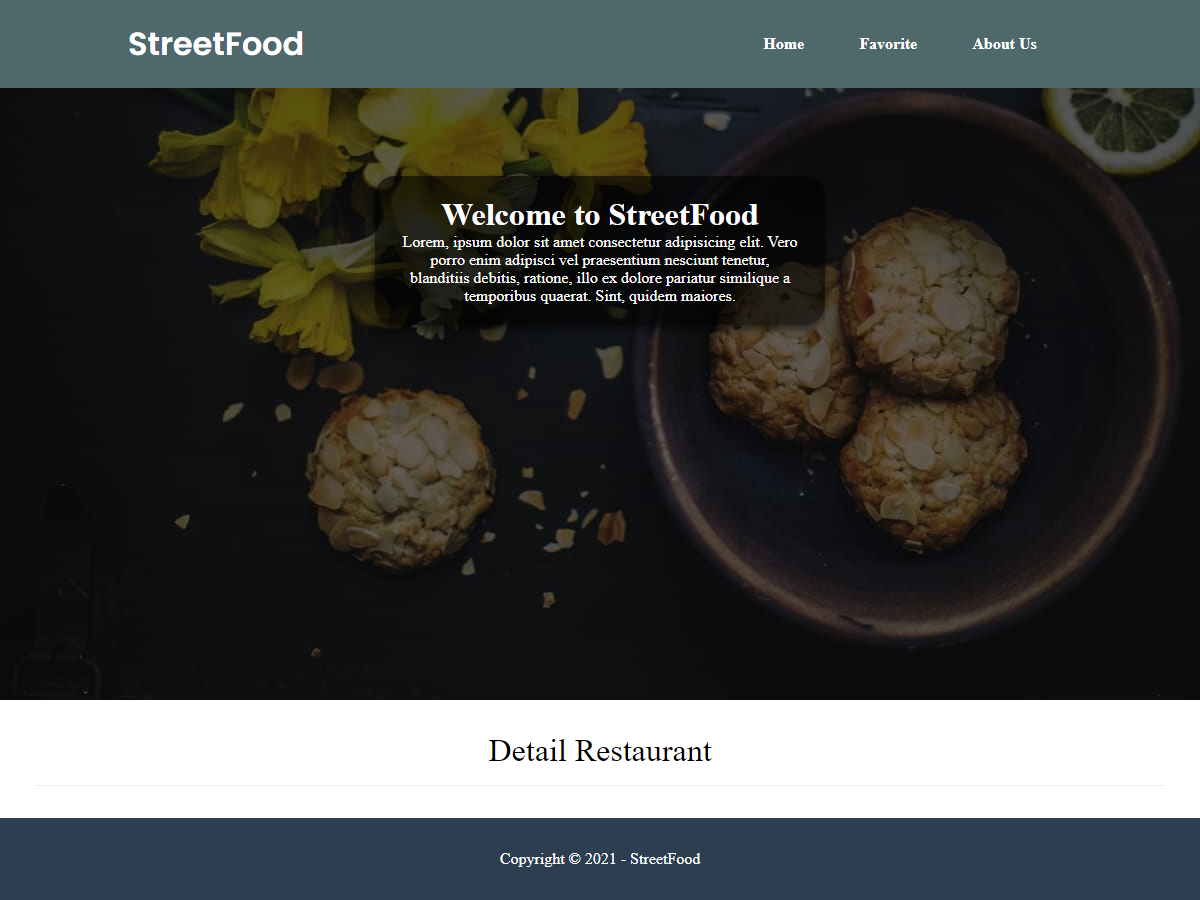 StreetFood
Home Favorite About Us
Welcome to StreetFood
Lorem, ipsum dolor sit amet consectetur adipisicing elit. Vero
porro enim adipisci vel praesentium nesciunt tenetur,
blanditiis debitis, ratione, illo ex dolore pariatur similique a
temporibus quaerat. Sint, quidem maiores.
Detail Restaurant
Copyright © 2021 - StreetFood